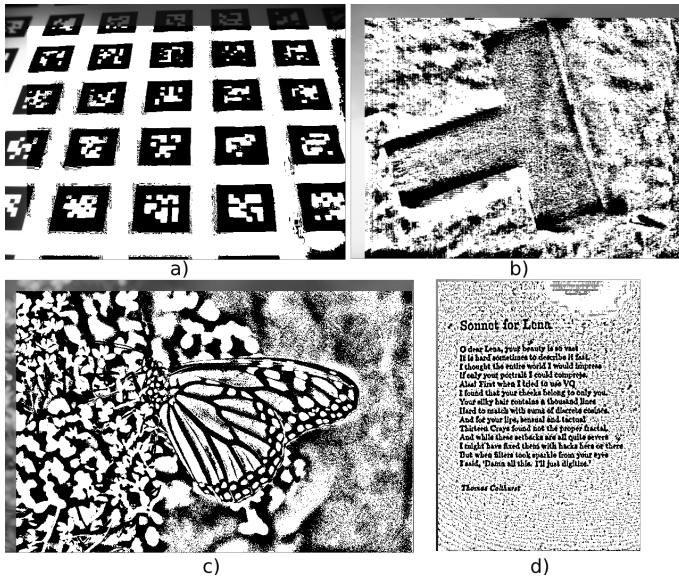 a)
b)
c)
Sonnet for Lena
O dear Lena, your beauty is so vast
It is hard sometimes to describe it fast.
I thought the entire world I would impress
If only your portrait I could compress.
Alas! First when I tried to use VQ
I found that your cheeks belong to only you.
Your silky hair contains a thousand lines
Hard to match with sums of discrete cosines.
And for your lips, sensual and tactual
Thirteen Crays found not the proper fractal.
And while these setbacks are all quite severe
I might have fixed them with hacks here or there
But when filters took sparkle from your eyes
I said, 'Damn all this. I'll just digitize.'
Thomas Colthurst
d)